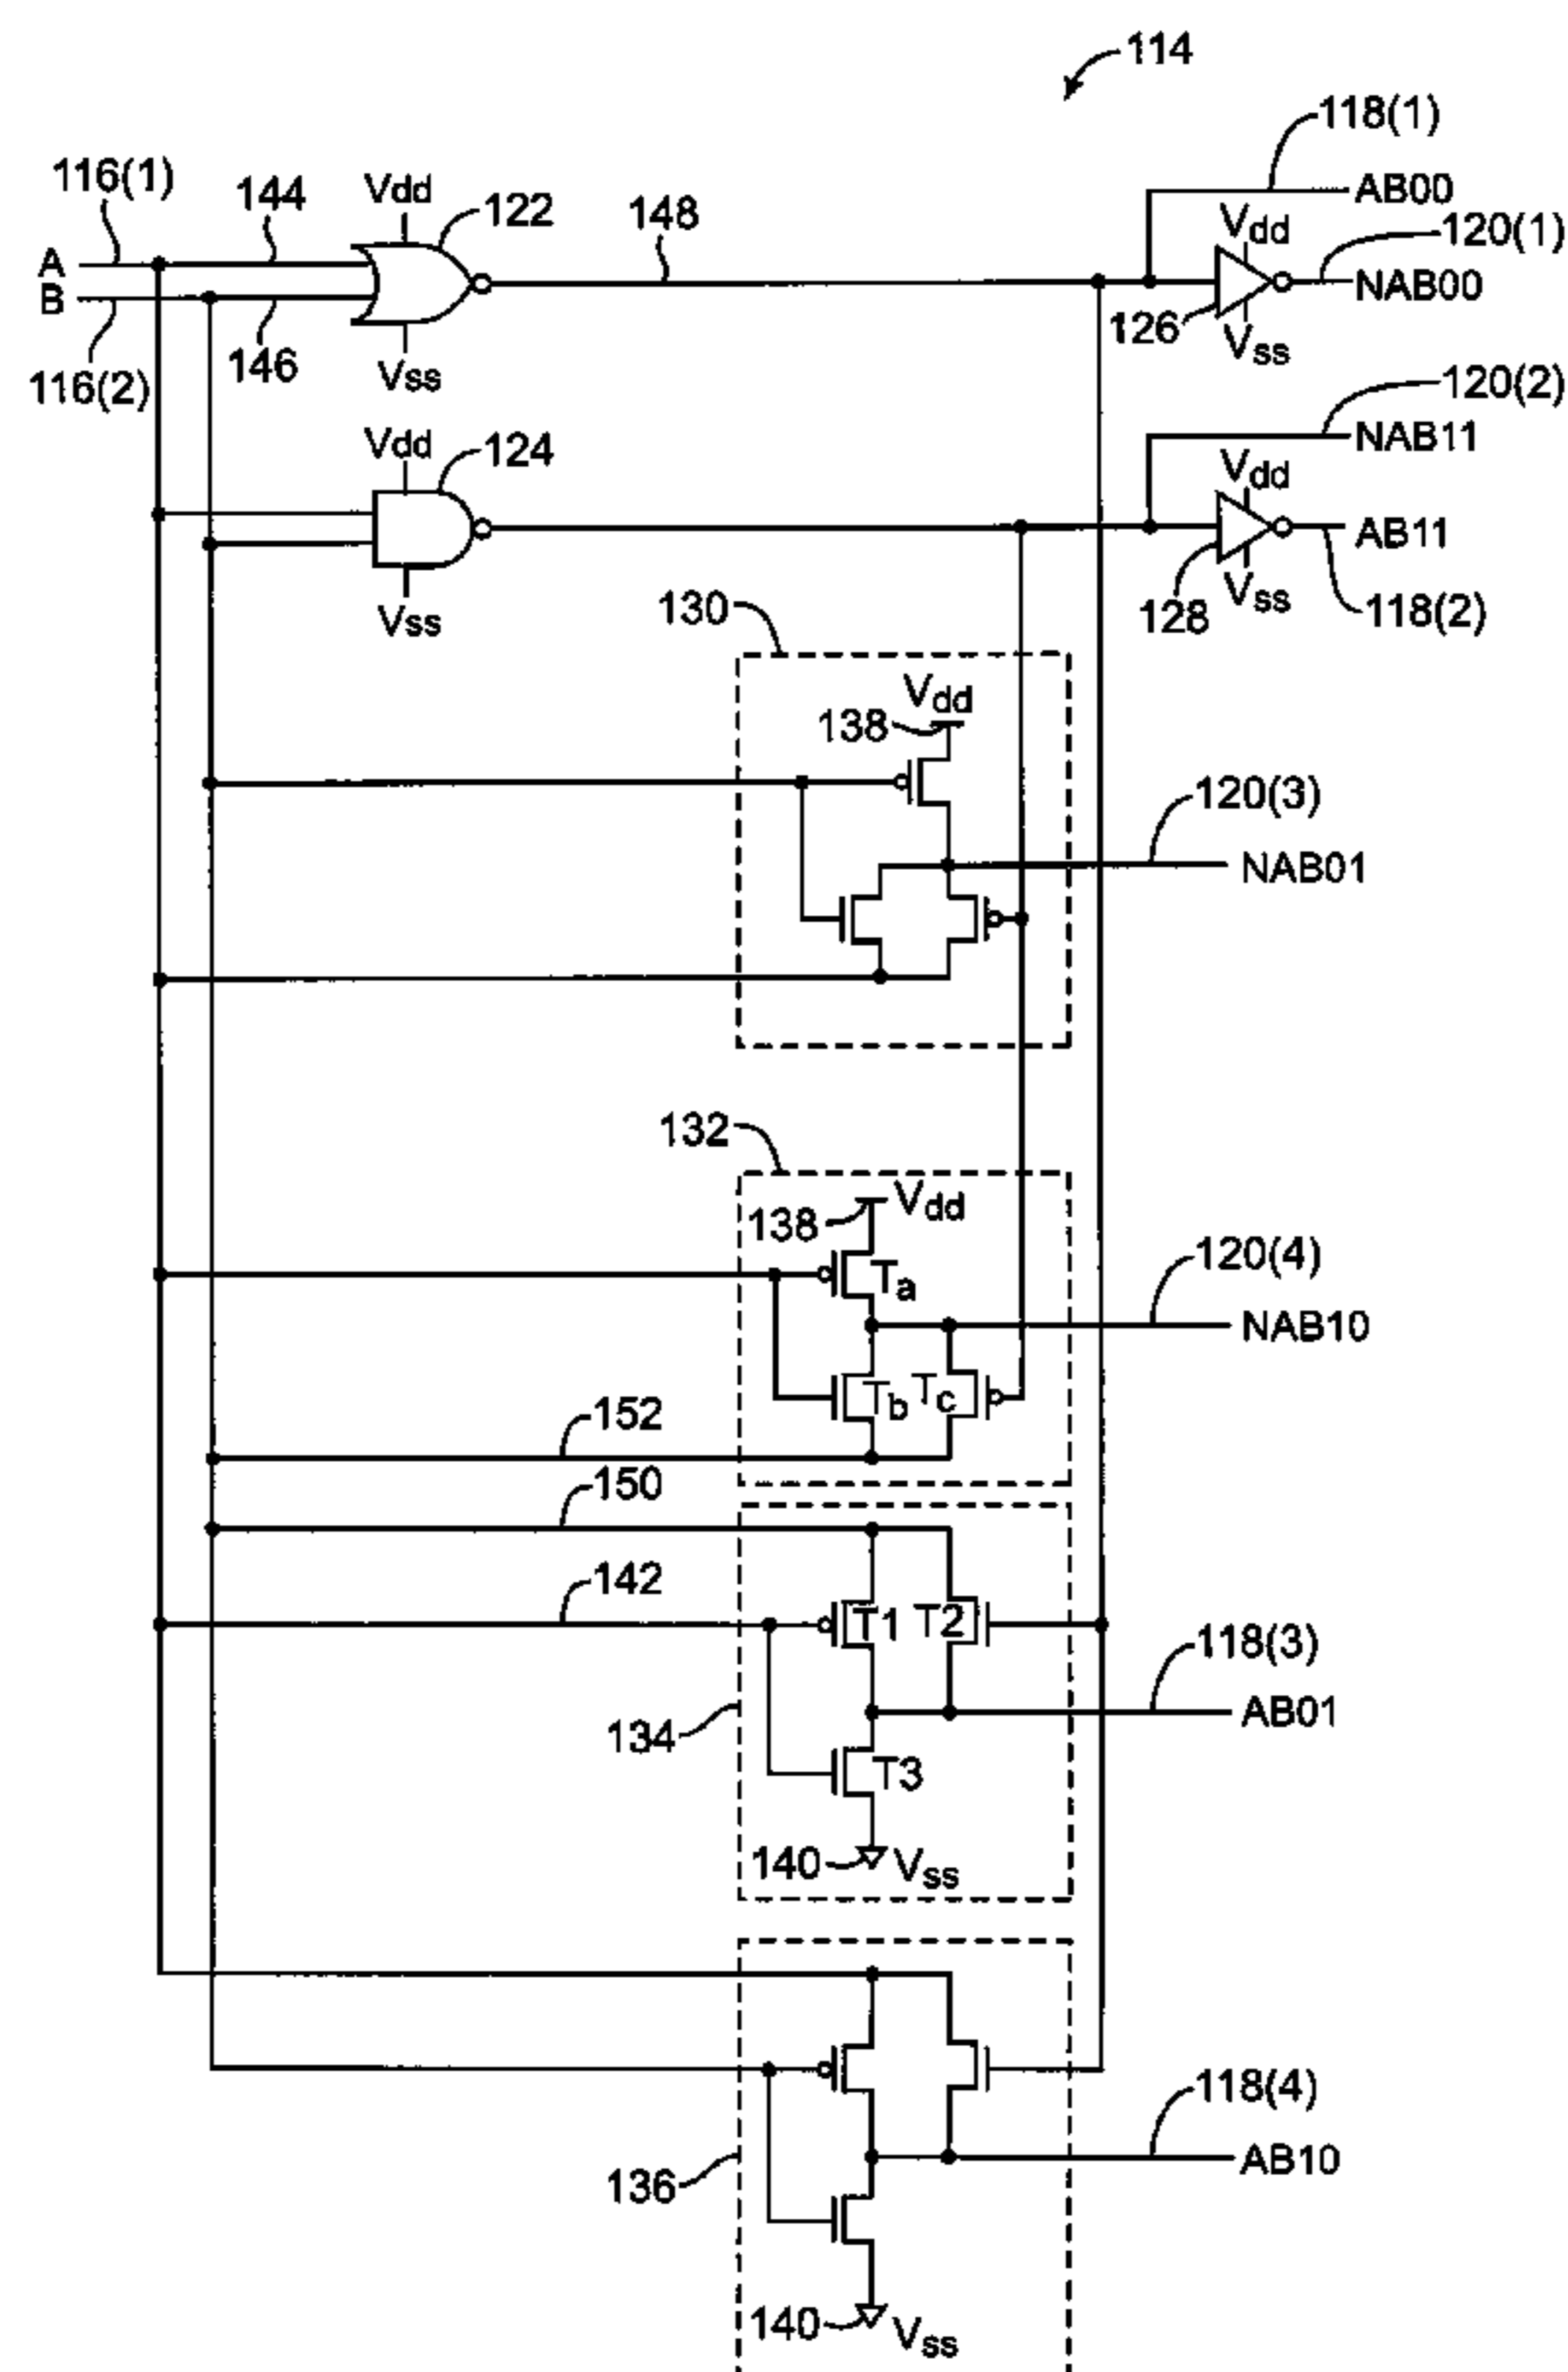 114
118(1)
116(1)
144
Vdd
122
148
AB00
Vdd
120(1)
A
B
NAB00
126
Vss
116(2)
146
Vss
120(2)
NAB11
Vdd
124
Vdd
AB11
Vss
128
Vss
118(2)
130
Vdd
138
120(3)
NAB01
132
Vdd
138
Ta
120(4)
NAB10
Tb
Tc
152
150
142
T1
T2
118(3)
AB01
134
T3
140
Vss
118(4)
AB10
136
140
Vss